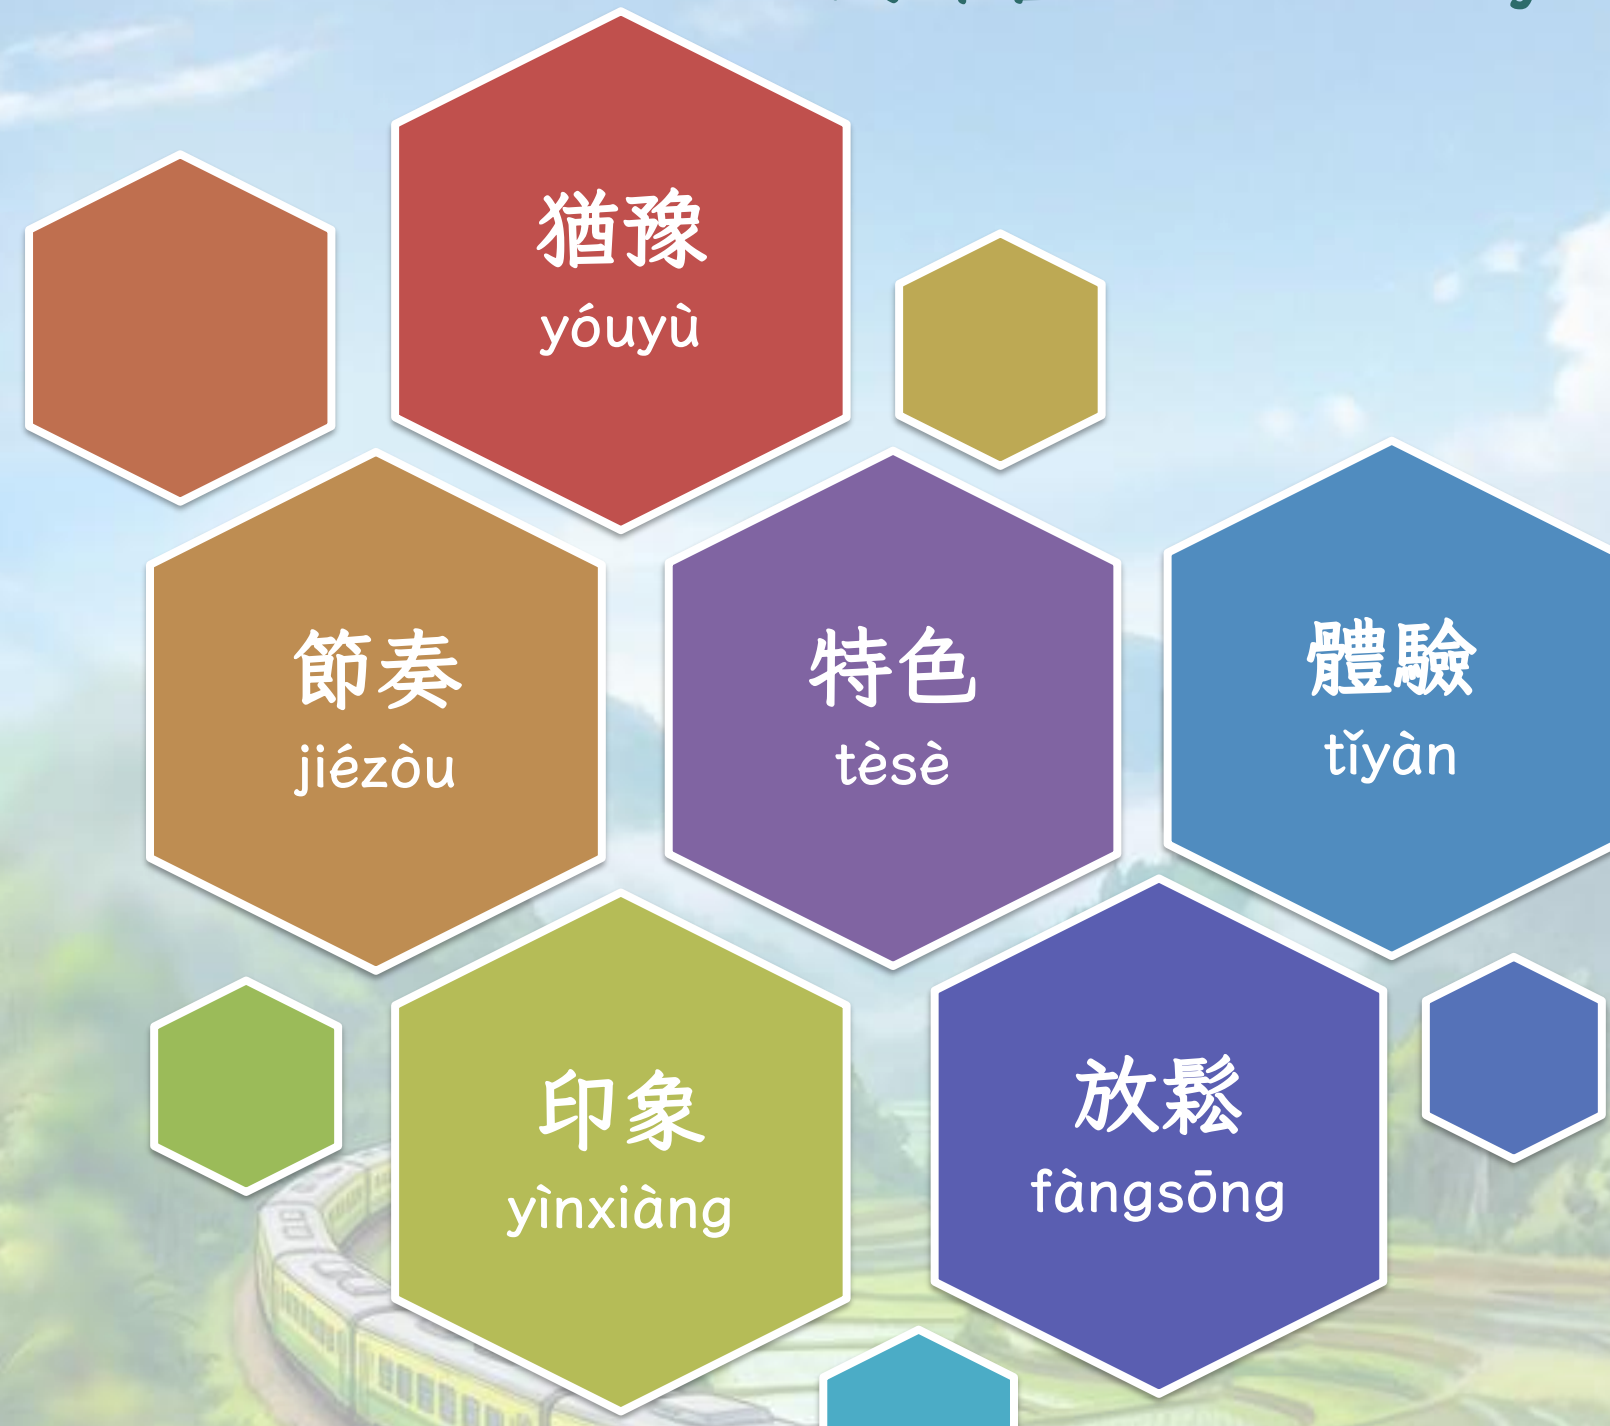 猶豫
yóuyù
節奏
jiézòu
特色
tèsè
體驗
tǐyàn
印象
yìnxiàng
放鬆
fàngsōng